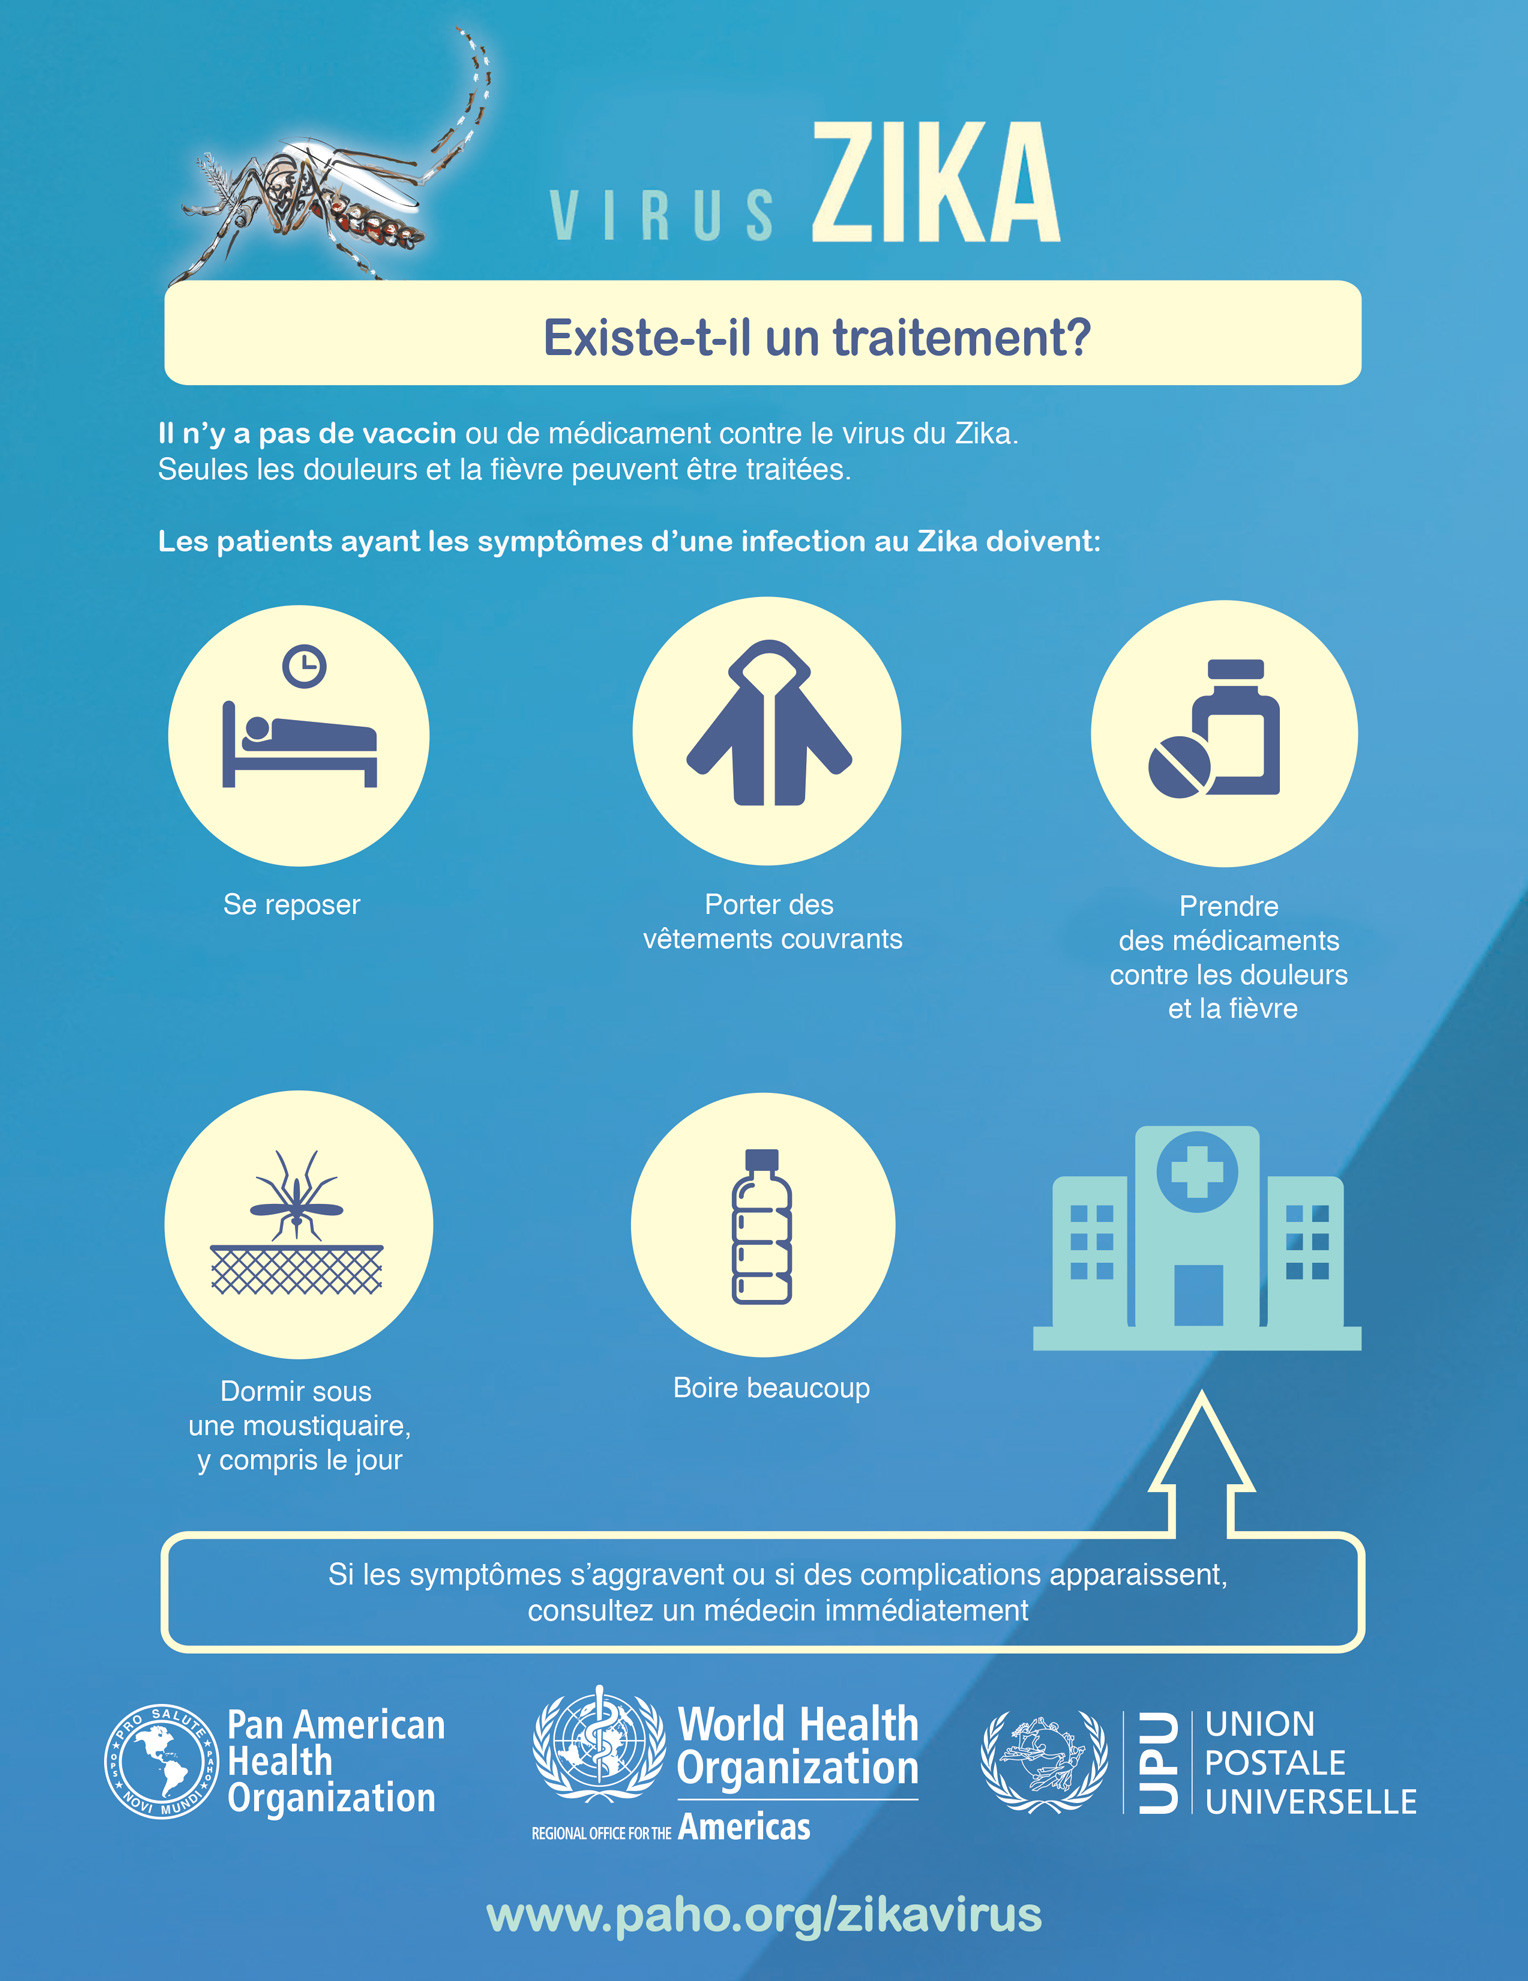 VIRUS ZIKA
Existe-t-il un traitement?
Il n’y a pas de vaccin ou de médicament contre le virus du Zika.
Seules les douleurs et la fièvre peuvent être traitées.
Les patients ayant les symptômes d’une infection au Zika doivent:
Se reposer
Porter des
vêtements couvrants
Prendre
des médicaments
contre les douleurs
et la fièvre
Dormir sous
une moustiquaire,
y compris le jour
Boire beaucoup
Si les symptômes s’aggravent ou si des complications apparaissent,
consultez un médecin immédiatement
PRO SALUTE
OPS
PAHO
NOVI MUNDI
Pan American
Health
Organization
World Health
Organization
REGIONAL OFFICE FOR THE Americas
UPU
UNION
POSTALE
UNIVERSELLE
www.paho.org/zikavirus